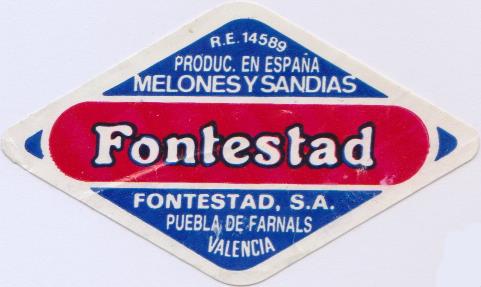 R.E. 14589
PRODUC. EN ESPAÑA
MELONES Y SANDIAS
Fontestad
FONTESTAD, S.A.
PUEBLA DE FARNALS
VALENCIA